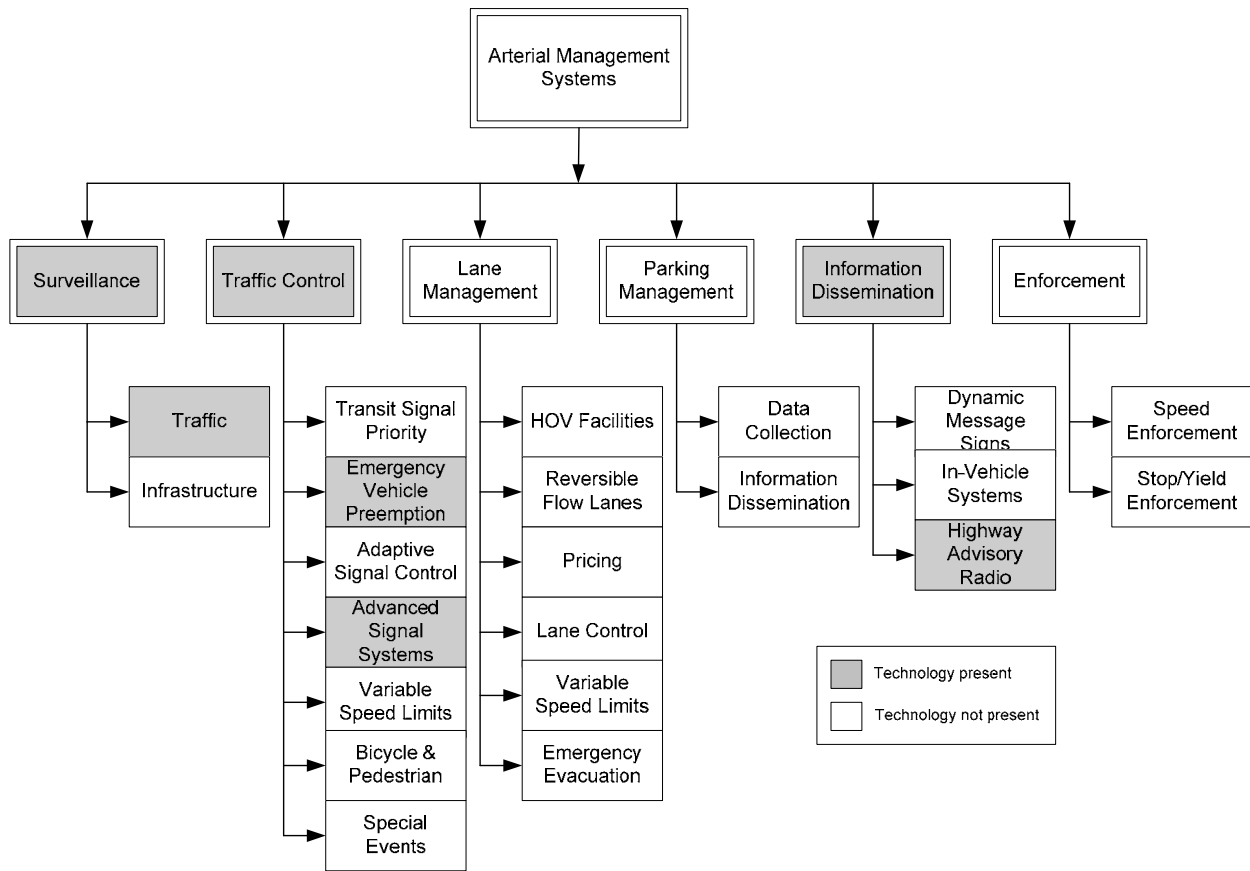 Arterial Management
Systems
Surveillance
Traffic Control
Lane
Management
Parking
Management
Information
Dissemination
Enforcement
Traffic
Infrastructure
Transit Signal
Priority
Emergency
Vehicle
Preemption
Adaptive
Signal Control
Advanced
Signal
Systems
Variable
Speed Limits
Bicycle &
Pedestrian
Special
Events
HOV Facilities
Reversible
Flow Lanes
Pricing
Lane Control
Variable
Speed Limits
Emergency
Evacuation
Data
Collection
Information
Dissemination
Dynamic
Message
Signs
In-Vehicle
Systems
Highway
Advisory
Radio
Speed
Enforcement
Stop/Yield
Enforcement
Technology present
Technology not present